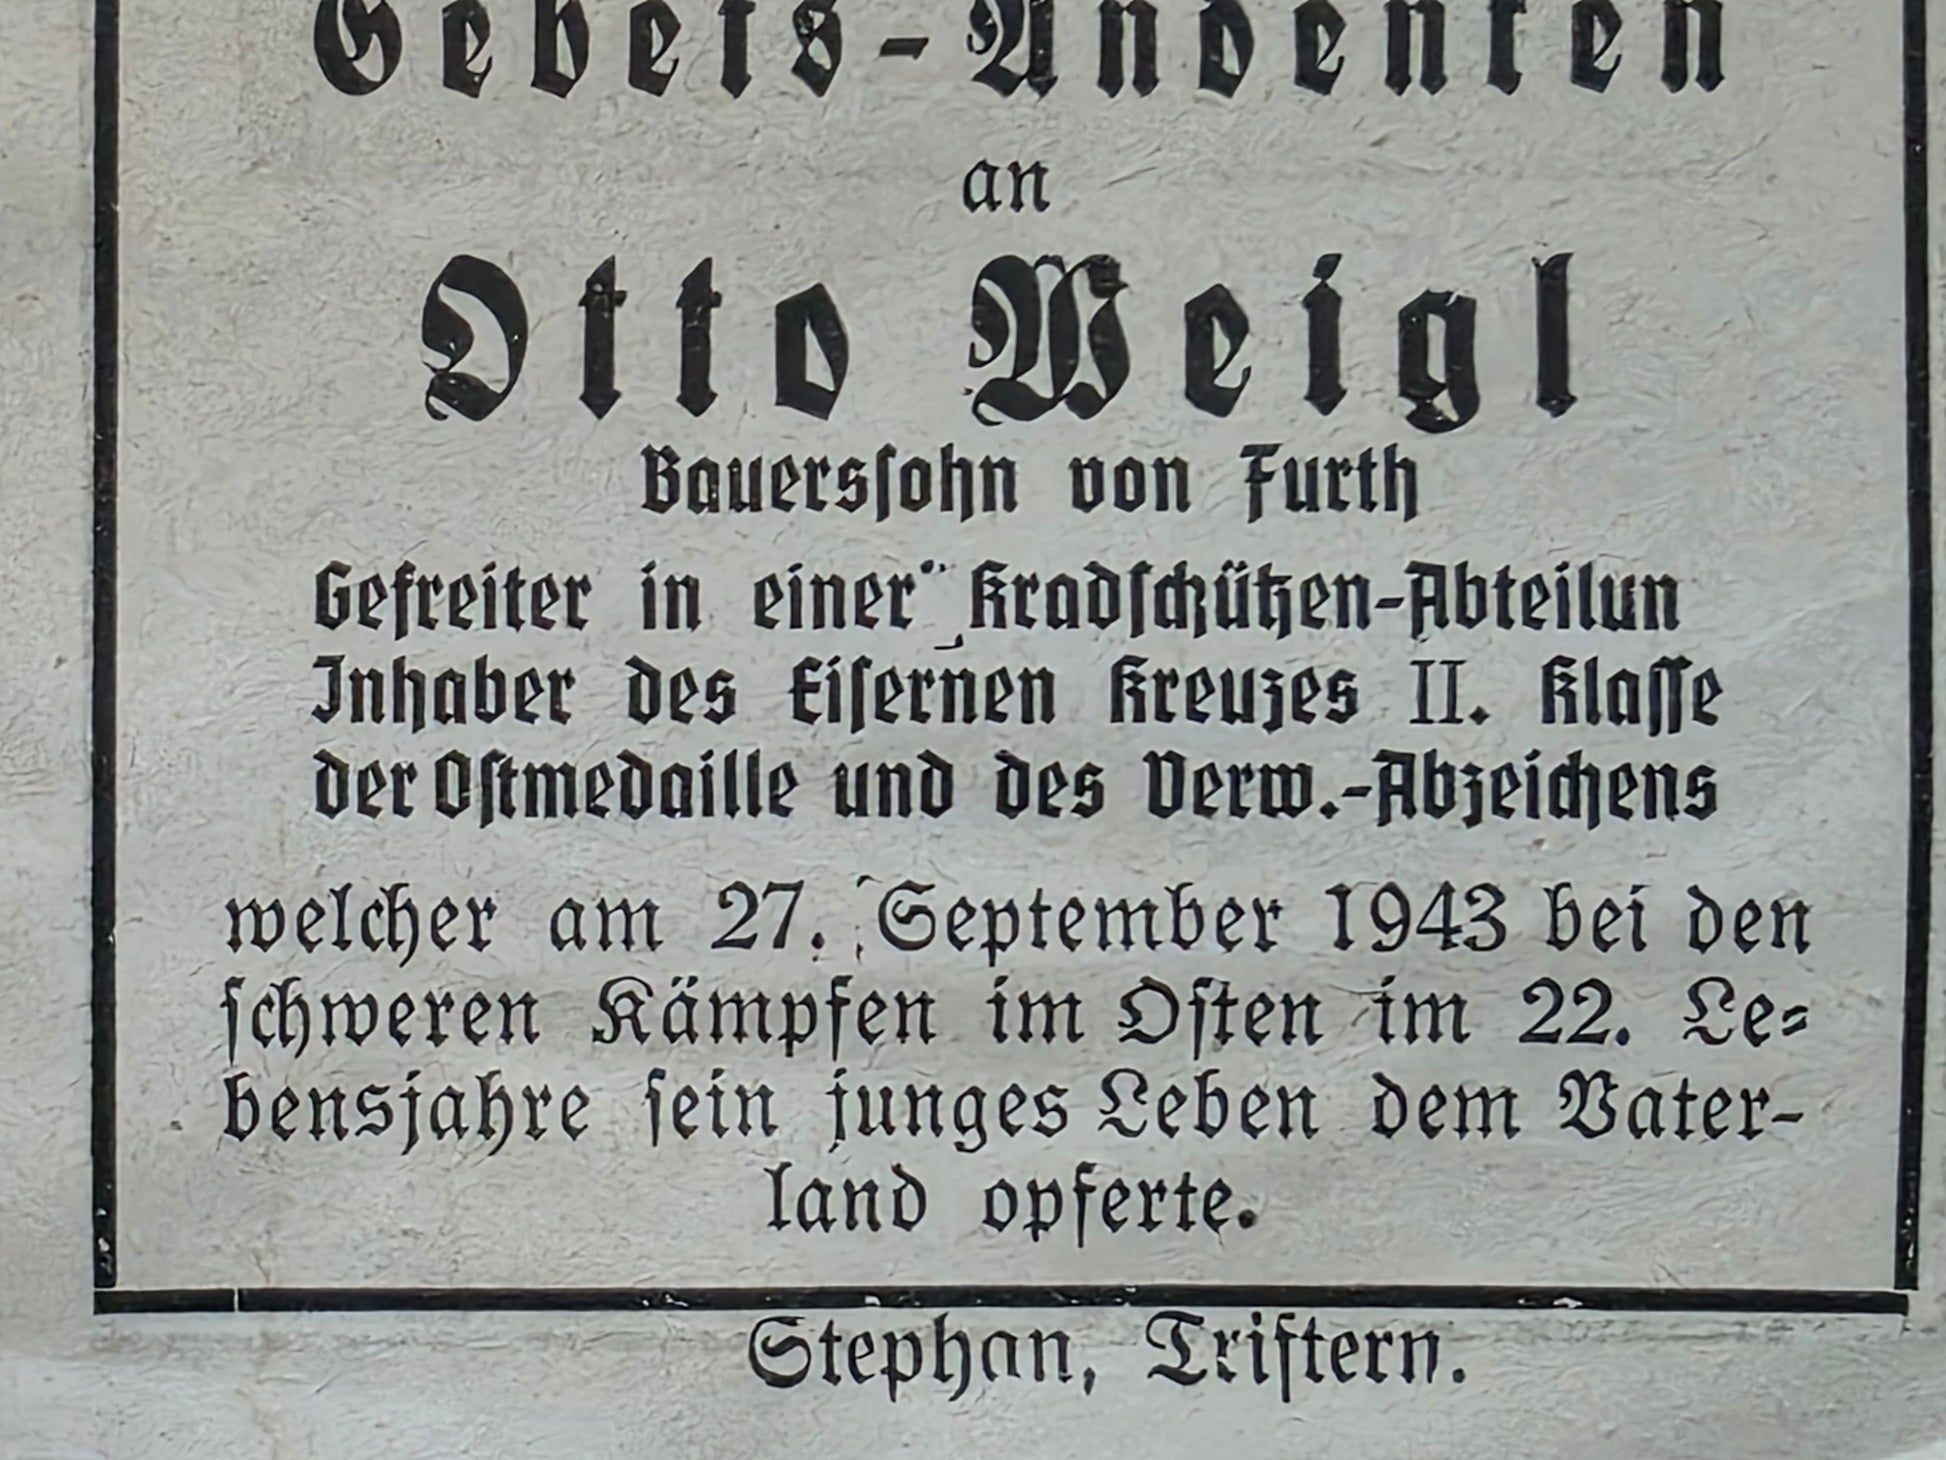 Gebets-Andenken
an
Otto Weigl
Bauerssohn von Furth
Gefreiter in einer Kradschützen-Abteilun
Inhaber des Eisernen Kreuzes II. Klasse
der Ostmedaille und des Verw.-Abzeichens
welcher am 27. September 1943 bei den
schweren Kämpfen im Osten im 22. Le-
bensjahre sein junges Leben dem Vater-
land opferte.
Stephan, Triftern.